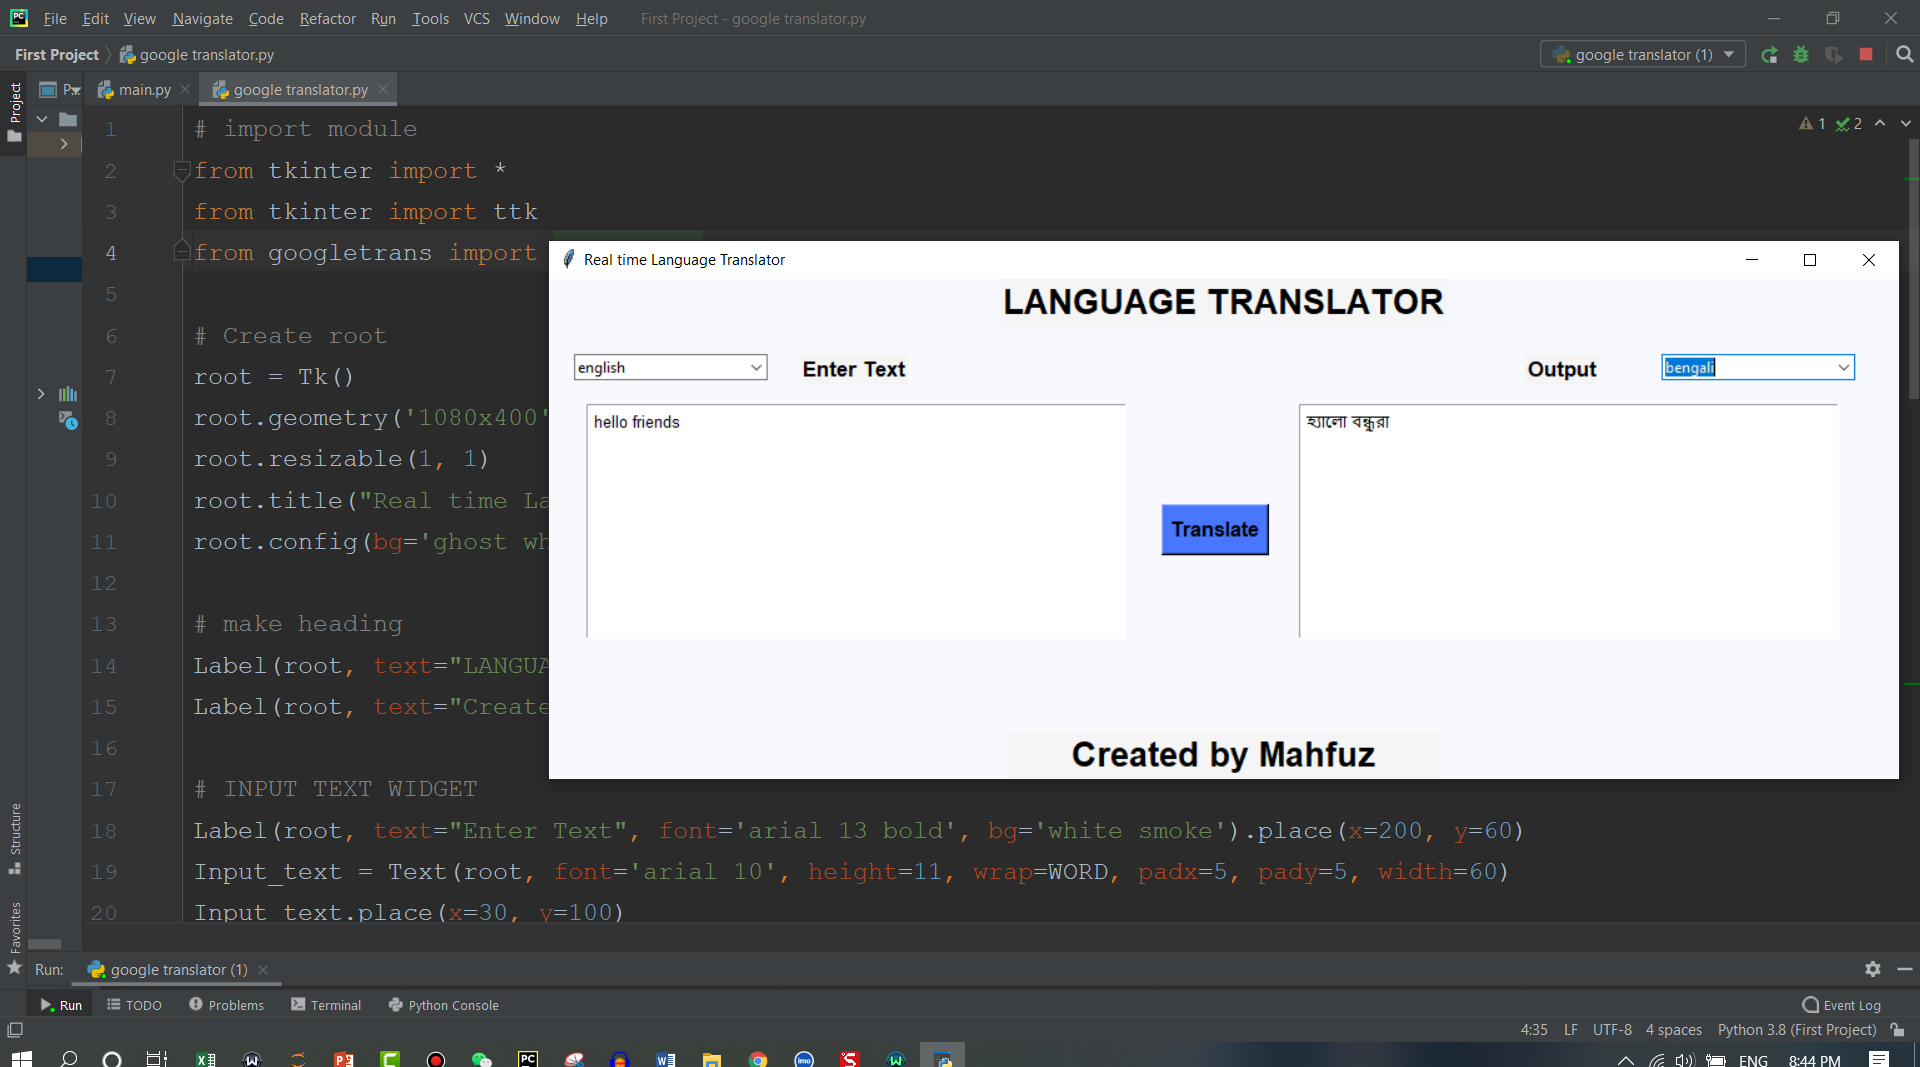 File Edit View Navigate Code Refactor Run Tools VCS Window Help First Project - google translator.py
First Project google translator.py google translator (1)
Project P main.py google translator.py
1 # import module
1 2
2 from tkinter import *
3 from tkinter import ttk
4 from googletrans import
5
6 # Create root
7 root = Tk()
8 root.geometry('1080x400'
9 root.resizable(1, 1)
10 root.title("Real time La
11 root.config(bg='ghost wh
12
13 # make heading
14 Label(root, text="LANGUA
15 Label(root, text="Create
16
17 # INPUT TEXT WIDGET
18 Label(root, text="Enter Text", font='arial 13 bold', bg='white smoke').place(x=200, y=60)
19 Input_text = Text(root, font='arial 10', height=11, wrap=WORD, padx=5, pady=5, width=60)
20 Input_text.place(x=30, y=100)
Real time Language Translator
LANGUAGE TRANSLATOR
english Enter Text Output bengali
hello friends হ্যালো বন্ধুরা
Translate
Created by Mahfuz
Structure
Favorites
Run: google translator (1)
Run TODO Problems Terminal Python Console Event Log
4:35 LF UTF-8 4 spaces Python 3.8 (First Project)
PC imo ENG 8:44 PM